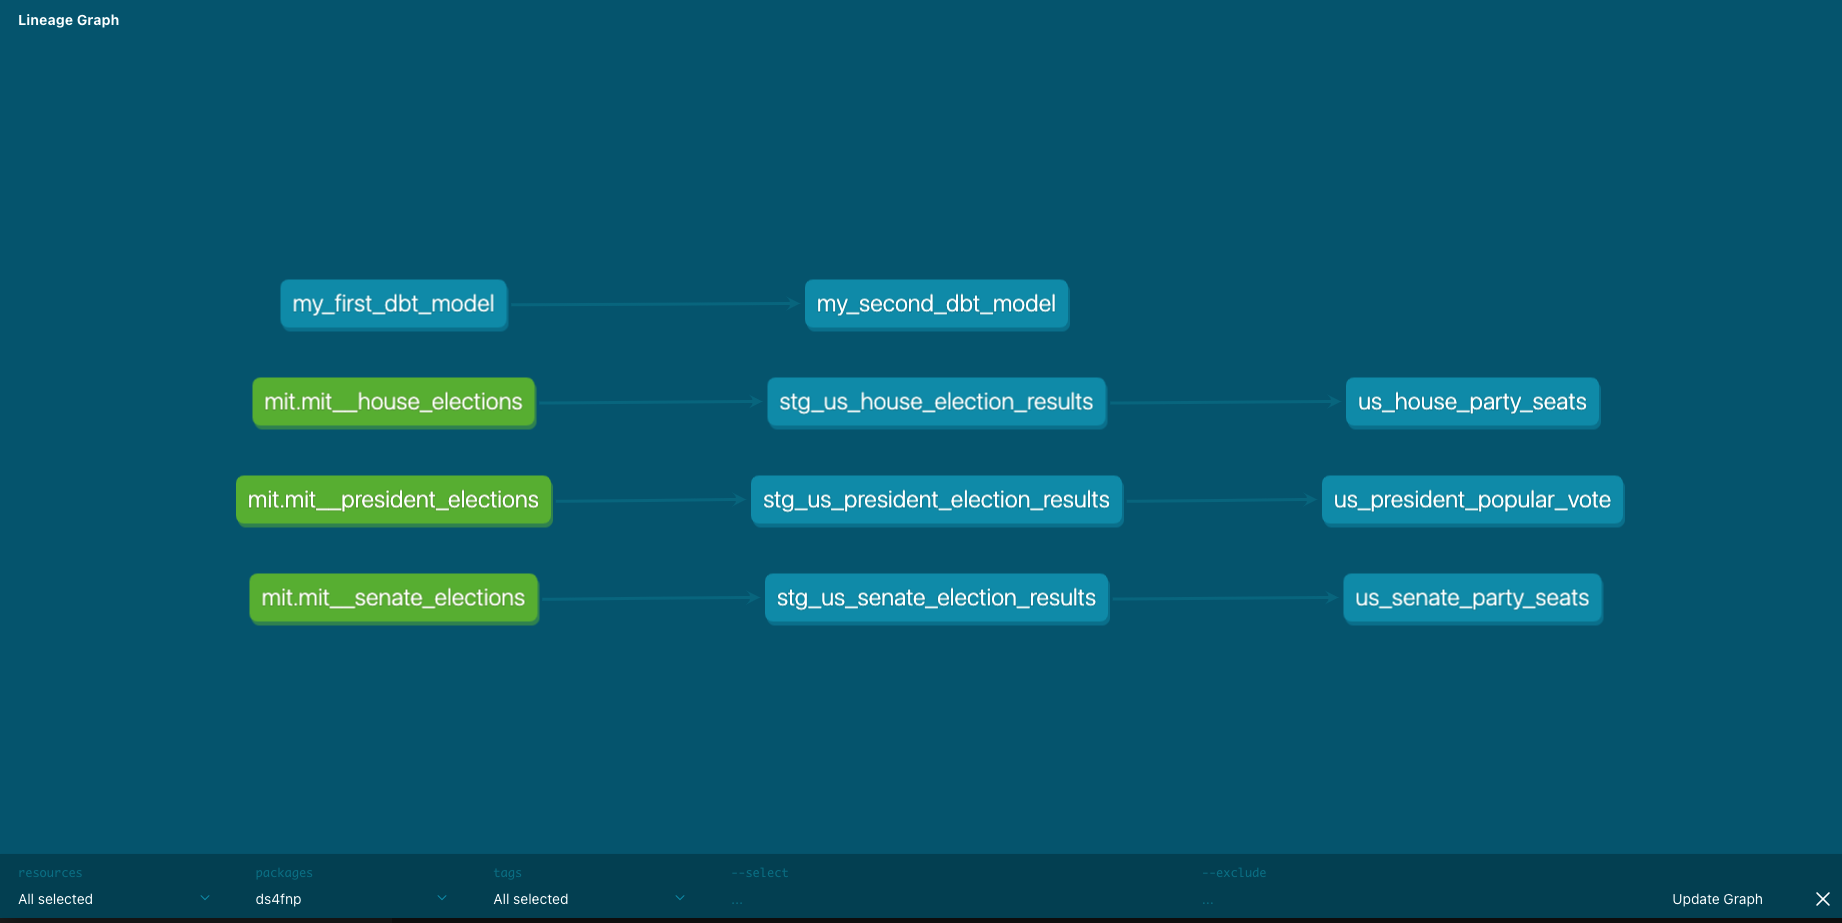 Lineage Graph
my_first_dbt_model
my_second_dbt_model
mit.mit__house_elections
stg_us_house_election_results
us_house_party_seats
mit.mit__president_elections
stg_us_president_election_results
us_president_popular_vote
mit.mit__senate_elections
stg_us_senate_election_results
us_senate_party_seats
resources
packages
tags
--select
--exclude
All selected
ds4fnp
All selected
...
...
Update Graph